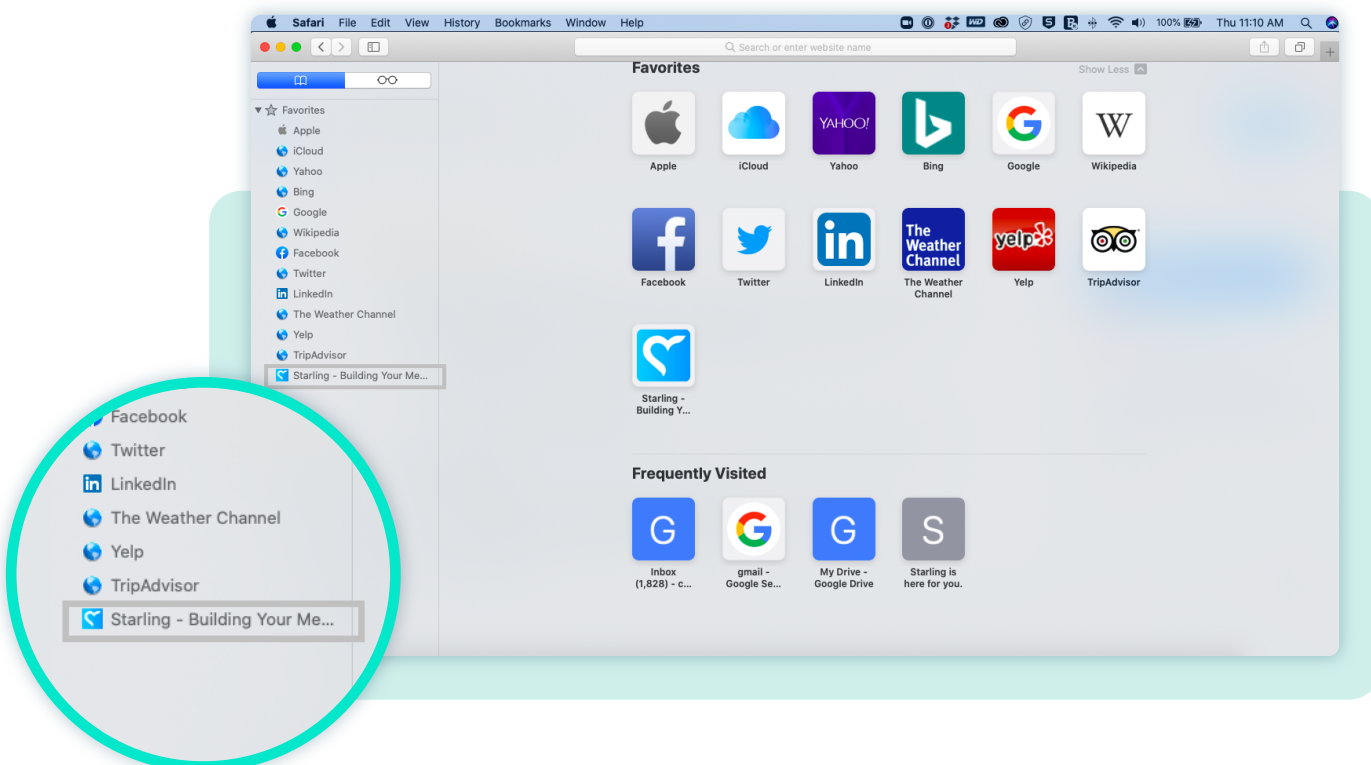 Safari File Edit View History Bookmarks Window Help 100% Thu 11:10 AM
Search or enter website name
Favorites
Apple
iCloud
Yahoo
Bing
Google
Wikipedia
Facebook
Twitter
LinkedIn
The Weather Channel
Yelp
TripAdvisor
Starling - Building Your Me...
Favorites Show Less
YAHOO! W
Apple iCloud Yahoo Bing Google Wikipedia
The
Weather
Channel
yelp
in
Facebook Twitter LinkedIn The Weather Yelp TripAdvisor
Channel
Starling -
Building Y...
Frequently Visited
G G G S
Inbox gmail - My Drive - Starling is
(1,828) - c... Google Se... Google Drive here for you.
Facebook
Twitter
in LinkedIn
The Weather Channel
Yelp
TripAdvisor
Starling - Building Your Me...